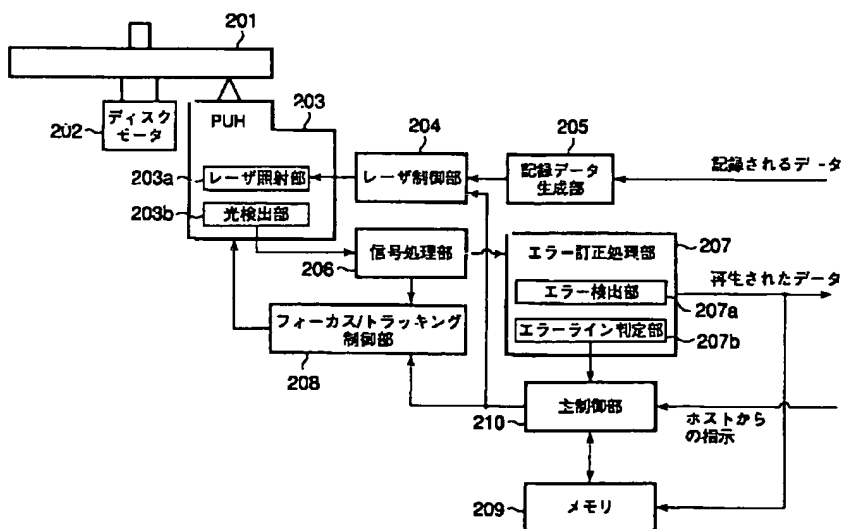 201
ディスク
モータ
202
PUH
203
203a
レーザ照射部
203b
光検出部
204
レーザ制御部
205
記録データ
生成部
記録されるデータ
信号処理部
206
エラー訂正処理部
207
エラー検出部
207a
エラーライン判定部
207b
再生されたデータ
フォーカス/トラッキング
制御部
208
主制御部
210
ホストから
の指示
メモリ
209